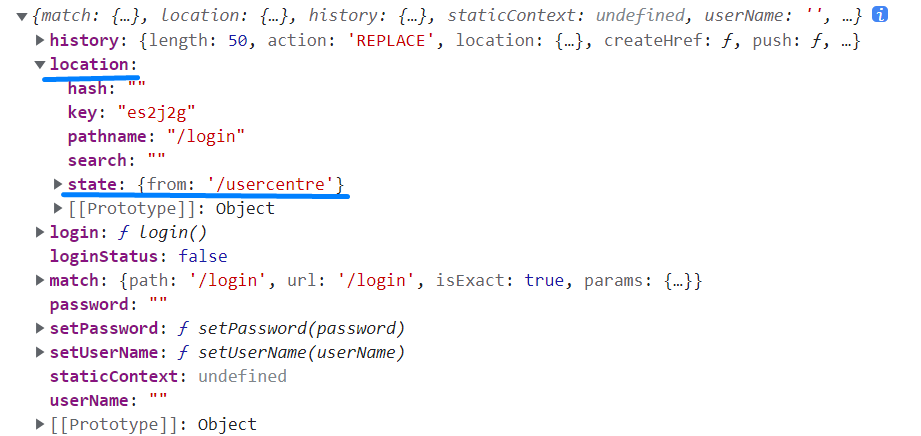 ▼{match: {…}, location: {…}, history: {…}, staticContext: undefined, userName: '', …} i
▶history: {length: 50, action: 'REPLACE', location: {…}, createHref: ƒ, push: ƒ, …}
▼location:
hash: ""
key: "es2j2g"
pathname: "/login"
search: ""
▶state: {from: '/usercentre'}
▶[[Prototype]]: Object
▶login: ƒ login()
loginStatus: false
▶match: {path: '/login', url: '/login', isExact: true, params: {…}}
password: ""
▶setPassword: ƒ setPassword(password)
▶setUserName: ƒ setUserName(userName)
staticContext: undefined
userName: ""
▶[[Prototype]]: Object